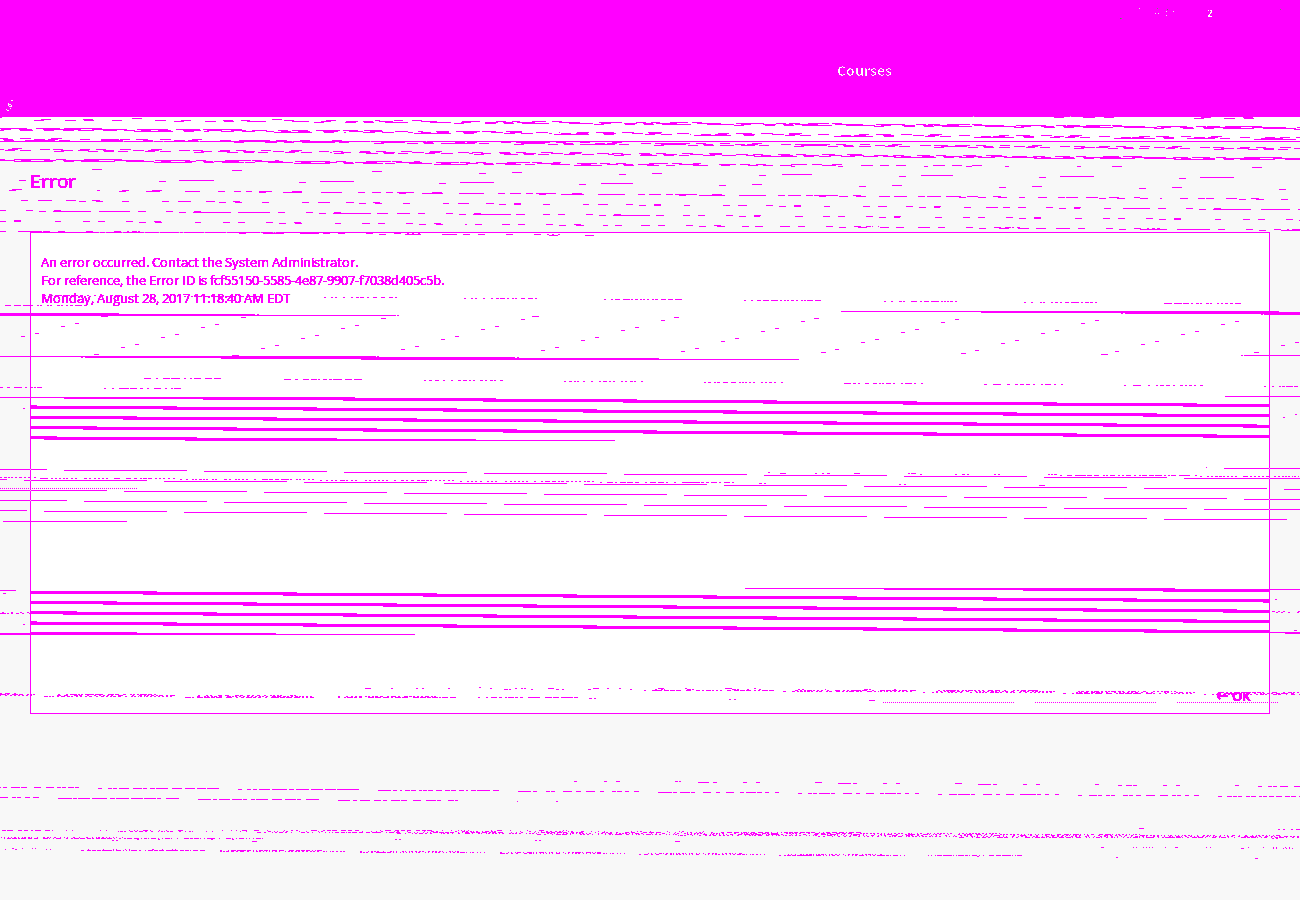 2
Courses
Error
An error occurred. Contact the System Administrator.
For reference, the Error ID is fcf55150-5585-4e87-9907-f7038d405c5b.
Monday, August 28, 2017 11:18:40 AM EDT
← OK